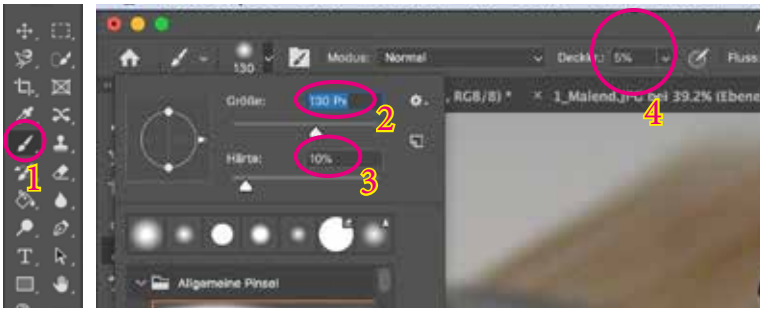 130
Modus: Normal
5%
Fluss
Größe: 130 Px
, RGB/8) *
× 1_Malend.JPG bei 39.2% (Ebene
Härte: 10%
Allgemeine Pinsel
1
2
3
4